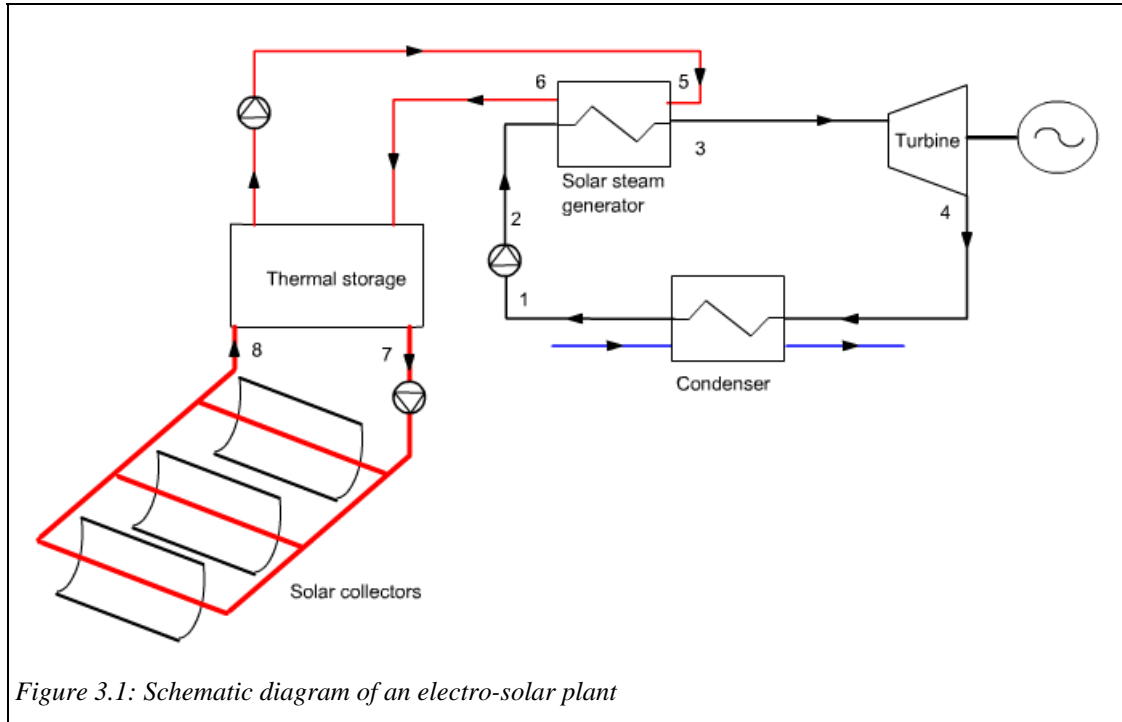 6
5
3
Turbine
Solar steam
generator
4
2
Thermal storage
1
8
7
Condenser
Solar collectors
Figure 3.1: Schematic diagram of an electro-solar plant